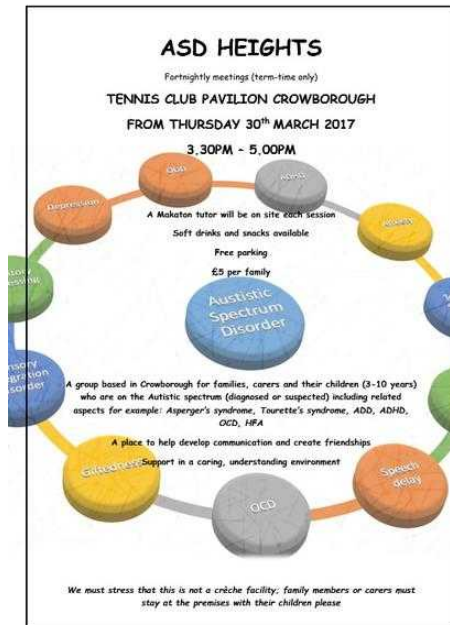 ASD HEIGHTS
Fortnightly meetings (term-time only)
TENNIS CLUB PAVILION CROWBOROUGH
FROM THURSDAY 30th MARCH 2017
3.30PM - 5.00PM
ODD
ADHD
Depression
Anxiety
A Makaton tutor will be on site each session
Soft drinks and snacks available
Free parking
£5 per family
Austistic
Spectrum
Disorder
A group based in Crowborough for families, carers and their children (3-10 years)
who are on the Autistic spectrum (diagnosed or suspected) including related
aspects for example: Asperger's syndrome, Tourette's syndrome, ADD, ADHD,
OCD, HFA
A place to help develop communication and create friendships
Support in a caring, understanding environment
Giftedness
Speech
delay
OCD
We must stress that this is not a crèche facility; family members or carers must
stay at the premises with their children please